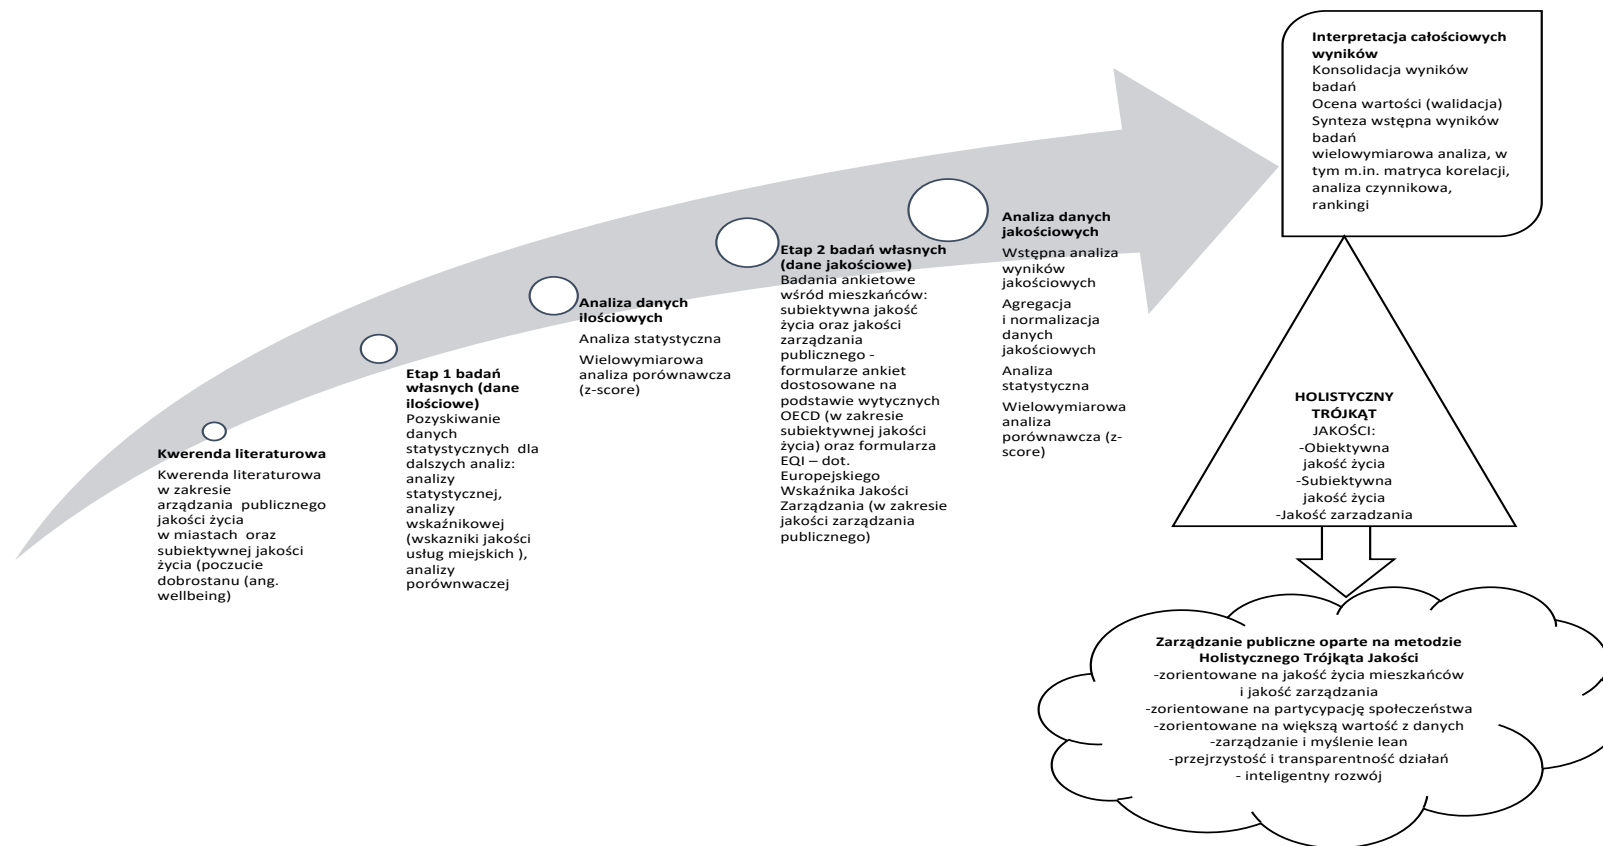 Kwerenda literaturowa
Kwerenda literaturowa
w zakresie
arządzania publicznego
jakości życia
w miastach oraz
subiektywnej jakości
życia (poczucie
dobrostanu (ang.
wellbeing)
Etap 1 badań
własnych (dane
ilościowe)
Pozyskiwanie
danych
statystycznych dla
dalszych analiz:
analizy
statystycznej,
analizy
wskaźnikowej
(wskazniki jakości
usług miejskich ),
analizy
porównwaczej
Analiza danych
ilościowych
Analiza statystyczna
Wielowymiarowa
analiza porównawcza
(z-score)
Etap 2 badań własnych
(dane jakościowe)
Badania ankietowe
wśród mieszkańców:
subiektywna jakość
życia oraz jakości
zarządzania
publicznego -
formularze ankiet
dostosowane na
podstawie wytycznych
OECD (w zakresie
subiektywnej jakości
życia) oraz formularza
EQI – dot.
Europejskiego
Wskaźnika Jakości
Zarządzania (w zakresie
jakości zarządzania
publicznego)
Analiza danych
jakościowych
Wstępna analiza
wyników
jakościowych
Agregacja
i normalizacja
danych
jakościowych
Analiza
statystyczna
Wielowymiarowa
analiza
porównawcza (z-
score)
Interpretacja całościowych
wyników
Konsolidacja wyników
badań
Ocena wartości (walidacja)
Synteza wstępna wyników
badań
wielowymiarowa analiza, w
tym m.in. matryca korelacji,
analiza czynnikowa,
rankingi
HOLISTYCZNY
TRÓJKĄT
JAKOŚCI:
-Obiektywna
jakość życia
-Subiektywna
jakość życia
-Jakość zarządzania
Zarządzanie publiczne oparte na metodzie
Holistycznego Trójkąta Jakości
-zorientowane na jakość życia mieszkańców
i jakość zarządzania
-zorientowane na partycypację społeczeństwa
-zorientowane na większą wartość z danych
-zarządzanie i myślenie lean
-przejrzystość i transparentność działań
- inteligentny rozwój